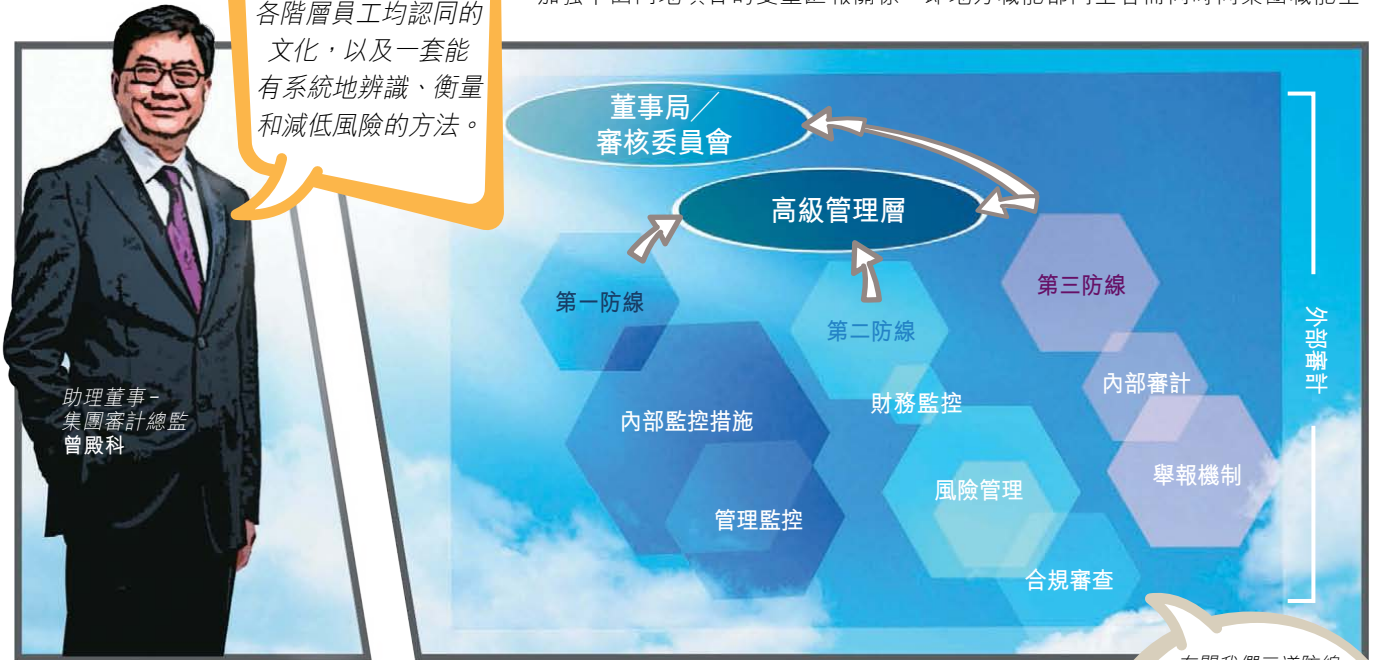 各階層員工均認同的
文化，以及一套能
有系統地辨識、衡量
和減低風險的方法。
助理董事-
集團審計總監
曾殿科
董事局／
審核委員會
高級管理層
第一防線
第二防線
第三防線
內部監控措施
管理監控
財務監控
風險管理
合規審查
內部審計
舉報機制
外部審計